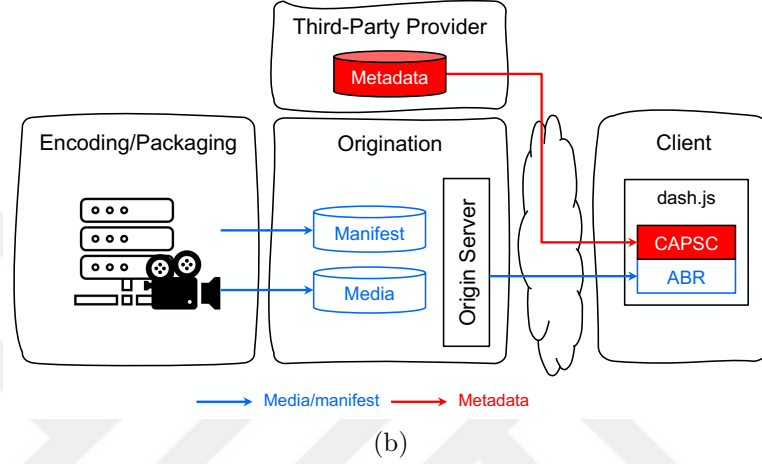 Third-Party Provider
Metadata
Encoding/Packaging
Origination
Client
dash.js
Manifest
Media
Origin Server
CAPSC
ABR
Media/manifest
Metadata
(b)